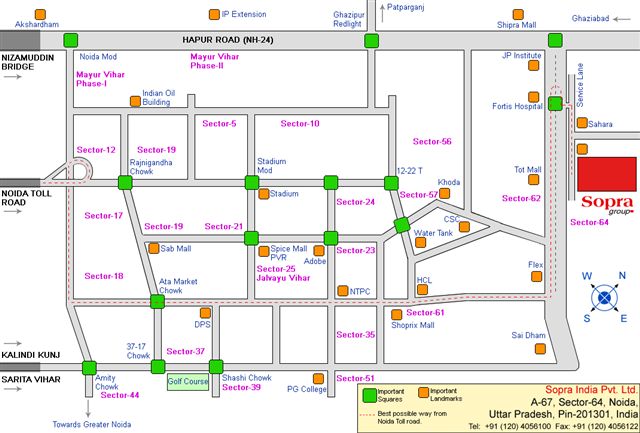 Patparganj
Akshardham
IP Extension
Ghazipur
Redlight
Shipra Mall
Ghaziabad
HAPUR ROAD (NH-24)
NIZAMUDDIN
BRIDGE
Noida Mod
Mayur Vihar
Phase-II
Mayur Vihar
Phase-I
JP Institute
Service Lane
Indian Oil
Building
Fortis Hospital
Sector-5
Sector-10
Sahara
Sector-12
Sector-19
Sector-56
Rajnigandha
Chowk
Stadium
Mod
12-22 T
Tot Mall
NOIDA TOLL
ROAD
Stadium
Sector-57
Khoda
Sector-62
Sopra
group
Sector-24
Sector-17
Sector-64
Sector-19
Sector-21
CSC
Water Tank
Sab Mall
Spice Mall
PVR
Adobe
Sector-23
Sector-18
Sector-25
Jalvayu Vihar
Flex
W N
S E
Ata Market
Chowk
NTPC
HCL
DPS
Shoprix Mall
Sector-61
Sector-35
Sai Dham
KALINDI KUNJ
37-17
Chowk
Sector-37
SARITA VIHAR
Amity
Chowk
Golf Course
Shashi Chowk
PG College
Sector-51
Sector-44
Sector-39
Important
Squares
Important
Landmarks
Best possible way from
Noida Toll road.
Towards Greater Noida
Sopra India Pvt. Ltd.
A-67, Sector-64, Noida,
Uttar Pradesh, Pin-201301, India
Tel: +91 (120) 4056100 Fax: +91 (120) 4056122